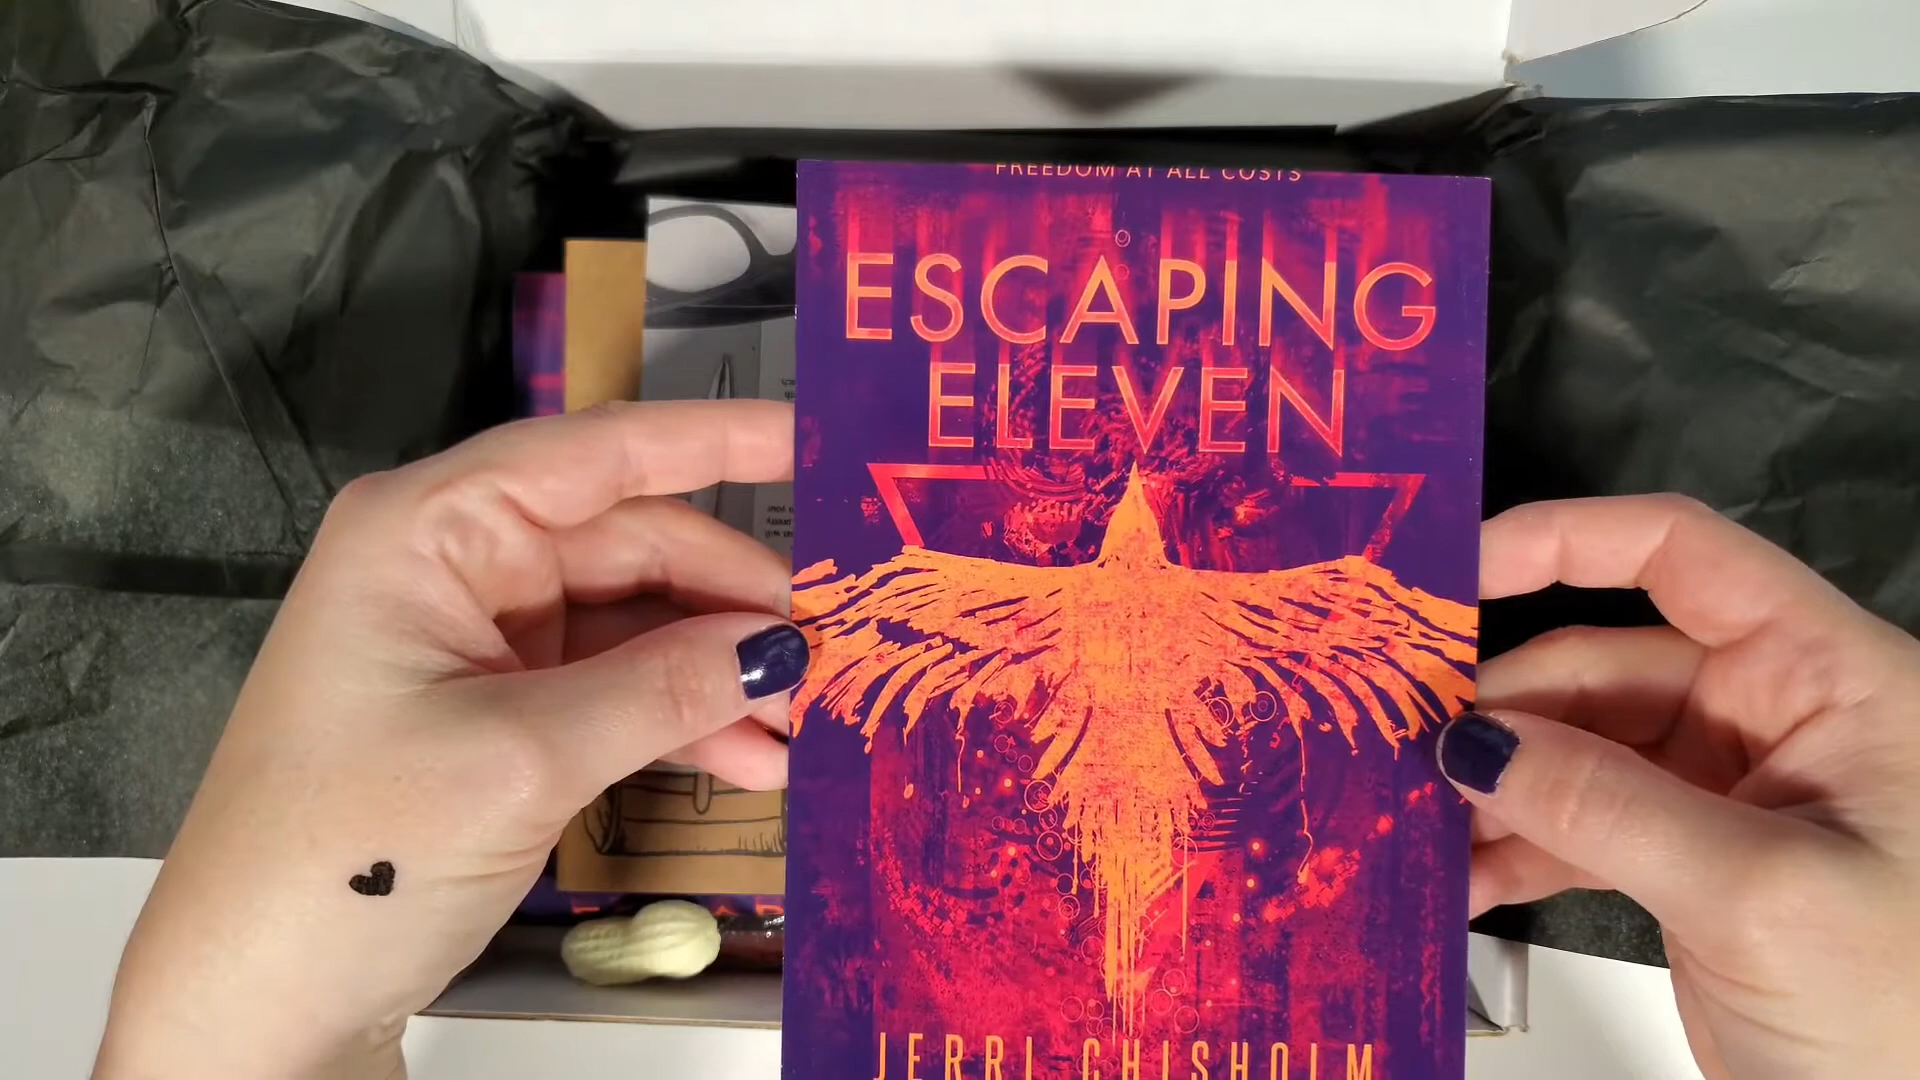 FREEDOM AT ALL COSTS
ESCAPING
ELEVEN
JERRI CHISHOLM